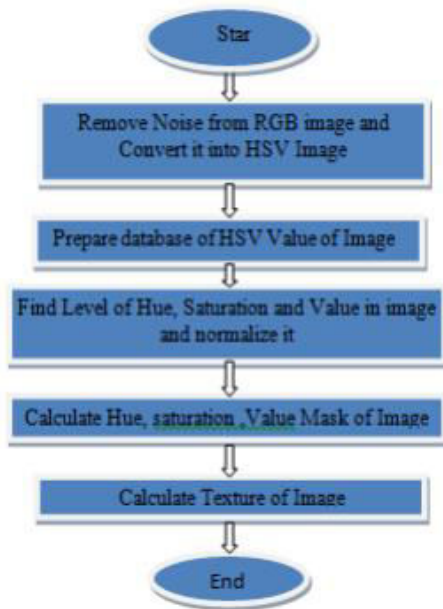 Star
Remove Noise from RGB image and
Convert it into HSV Image
Prepare database of HSV Value of Image
Find Level of Hue, Saturation and Value in image
and normalize it
Calculate Hue, saturation ,Value Mask of Image
Calculate Texture of Image
End